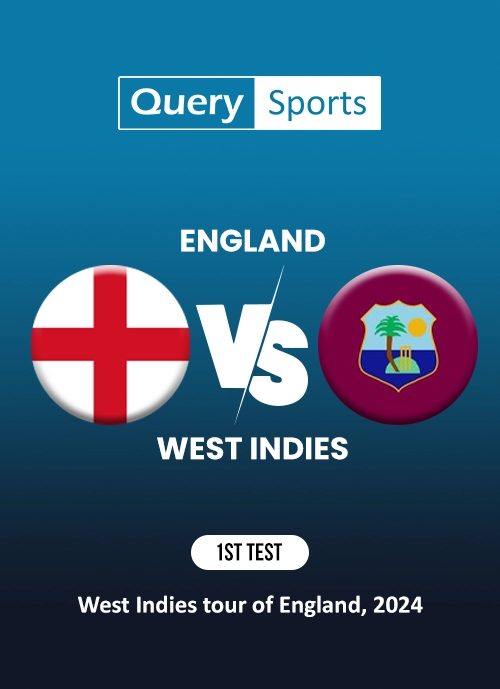 Query Sports
ENGLAND
VS
WEST INDIES
1ST TEST
West Indies tour of England, 2024